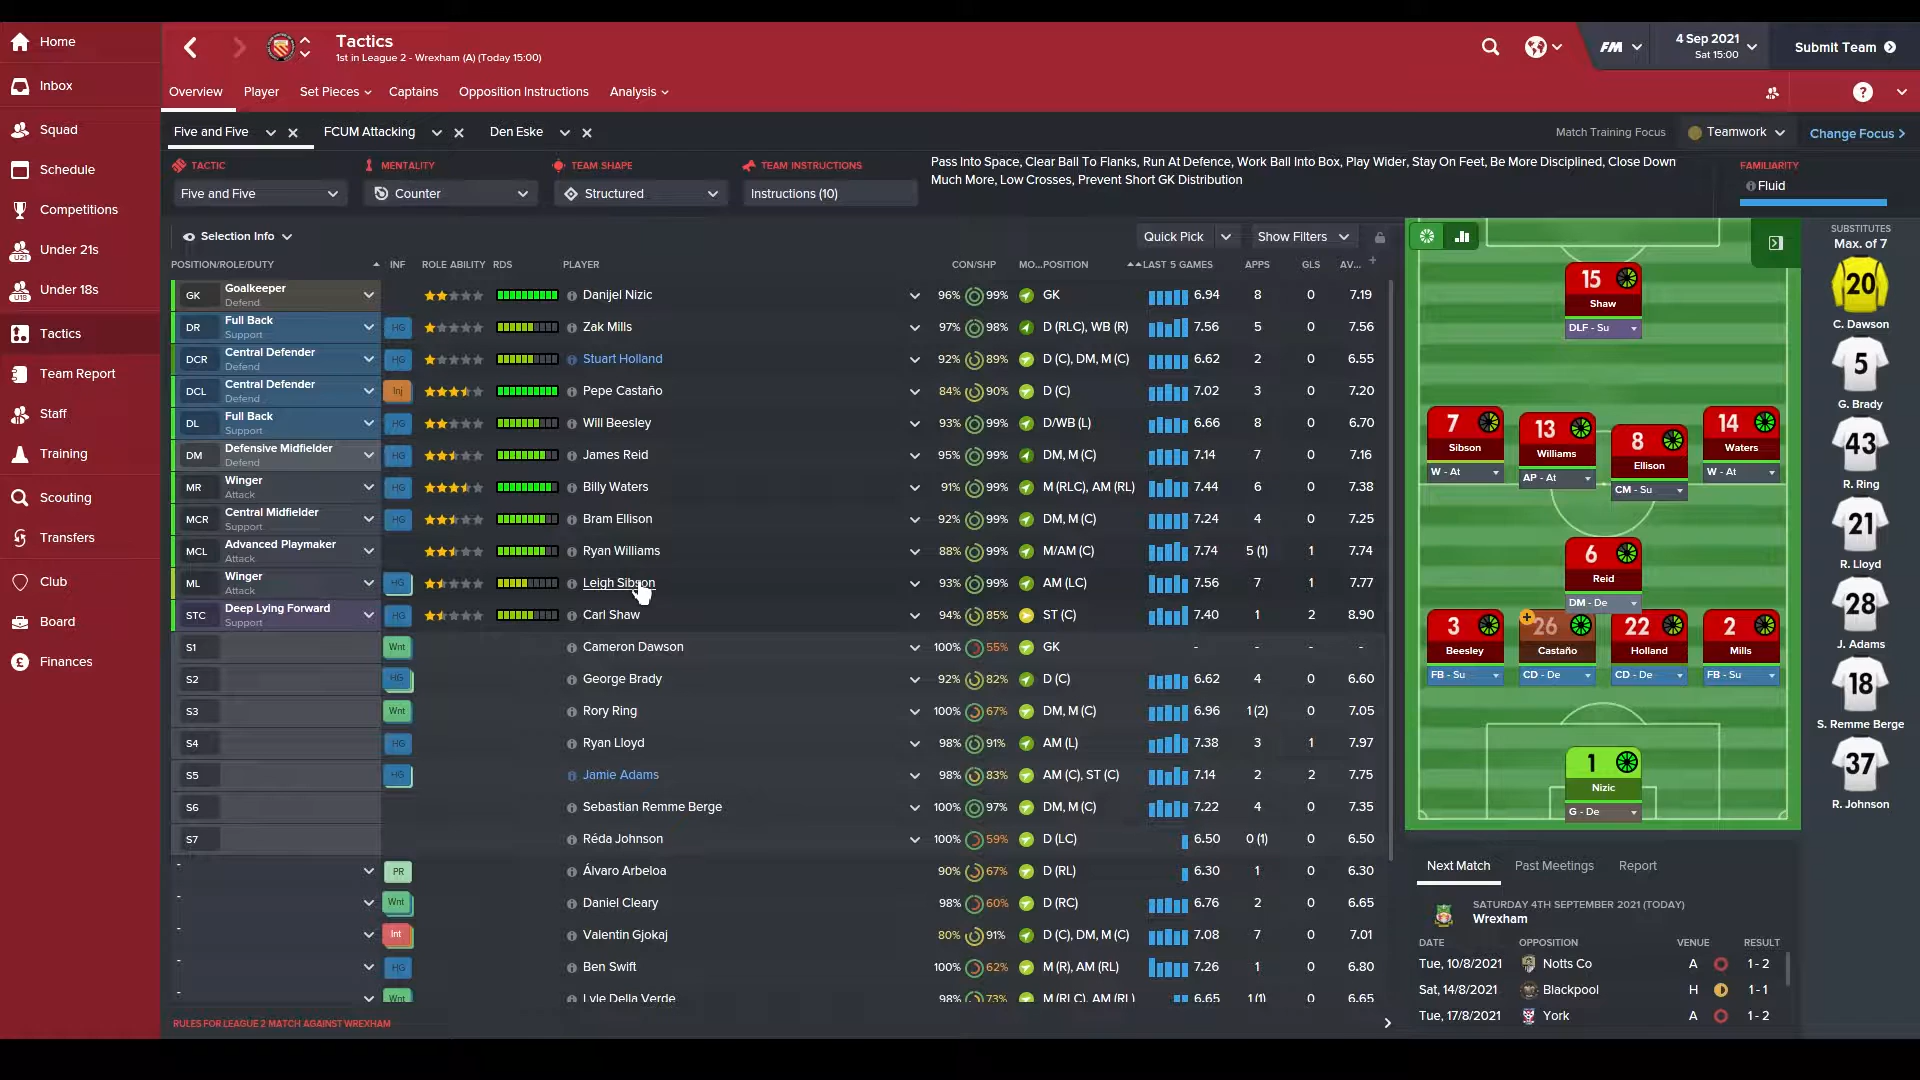 Home
Inbox
Squad
Schedule
Competitions
Under 21s
Under 18s
Tactics
Team Report
Staff
Training
Scouting
Transfers
Club
Board
Finances
Tactics
1st in League 2 - Wrexham (A) (Today 15:00)
FM
4 Sep 2021
Sat 15:00
Submit Team
Overview Player Set Pieces Captains Opposition Instructions Analysis
?
Five and Five FCUM Attacking Den Eske
Match Training Focus Teamwork Change Focus
TACTIC MENTALITY TEAM SHAPE TEAM INSTRUCTIONS
Five and Five Counter Structured Instructions (10)
Pass Into Space, Clear Ball To Flanks, Run At Defence, Work Ball Into Box, Play Wider, Stay On Feet, Be More Disciplined, Close Down
Much More, Low Crosses, Prevent Short GK Distribution
FAMILIARITY
Fluid
Selection Info Quick Pick Show Filters
POSITION/ROLE/DUTY INF ROLE ABILITY RDS PLAYER CON/SHP MO... POSITION LAST 5 GAMES APPS GLS AV...
GK Goalkeeper Defend Danijel Nizic 96% 99% GK 6.94 8 0 7.19
DR Full Back Support HG Zak Mills 97% 98% D (RLC), WB (R) 7.56 5 0 7.56
DCR Central Defender Defend HG Stuart Holland 92% 89% D (C), DM, M (C) 6.62 2 0 6.55
DCL Central Defender Defend Inj Pepe Castaño 84% 90% D (C) 7.02 3 0 7.20
DL Full Back Support HG Will Beesley 93% 99% D/WB (L) 6.66 8 0 6.70
DM Defensive Midfielder Defend HG James Reid 95% 99% DM, M (C) 7.14 7 0 7.16
MR Winger Attack HG Billy Waters 91% 99% M (RLC), AM (RL) 7.44 6 0 7.38
MCR Central Midfielder Support HG Bram Ellison 92% 99% DM, M (C) 7.24 4 0 7.25
MCL Advanced Playmaker Attack Ryan Williams 88% 99% M/AM (C) 7.74 5 (1) 1 7.74
ML Winger Attack HG Leigh Sibson 93% 99% AM (LC) 7.56 7 1 7.77
STC Deep Lying Forward Support HG Carl Shaw 94% 85% ST (C) 7.40 1 2 8.90
S1 Wnt Cameron Dawson 100% 55% GK - - - -
S2 HG George Brady 92% 82% D (C) 6.62 4 0 6.60
S3 Wnt Rory Ring 100% 67% DM, M (C) 6.96 1 (2) 0 7.05
S4 HG Ryan Lloyd 98% 91% AM (L) 7.38 3 1 7.97
S5 HG Jamie Adams 98% 83% AM (C), ST (C) 7.14 2 2 7.75
S6 Sebastian Remme Berge 100% 97% DM, M (C) 7.22 4 0 7.35
S7 Réda Johnson 100% 59% D (LC) 6.50 0 (1) 0 6.50
- PR Álvaro Arbeloa 90% 67% D (RL) 6.30 1 0 6.30
- Wnt Daniel Cleary 98% 60% D (RC) 6.76 2 0 6.65
- Int Valentin Gjokaj 80% 91% D (C), DM, M (C) 7.08 7 0 7.01
- HG Ben Swift 100% 62% M (R), AM (RL) 7.26 1 0 6.80
- Wnt Lyle Della Verde 98% 73% M (RLC), AM (RL) 6.65 1 (1) 0 6.65
RULES FOR LEAGUE 2 MATCH AGAINST WREXHAM
15
Shaw
DLF - Su
7 13 8 14
Sibson Williams Ellison Waters
W - At AP - At CM - Su W - At
6
Reid
DM - De
3 26 22 2
Beesley Castaño Holland Mills
FB - Su CD - De CD - De FB - Su
1
Nizic
G - De
SUBSTITUTES
Max. of 7
20
C. Dawson
5
G. Brady
43
R. Ring
21
R. Lloyd
28
J. Adams
18
S. Remme Berge
37
R. Johnson
Next Match Past Meetings Report
SATURDAY 4TH SEPTEMBER 2021 (TODAY)
Wrexham
DATE OPPOSITION VENUE RESULT
Tue, 10/8/2021 Notts Co A 1 - 2
Sat, 14/8/2021 Blackpool H 1 - 1
Tue, 17/8/2021 York A 1 - 2